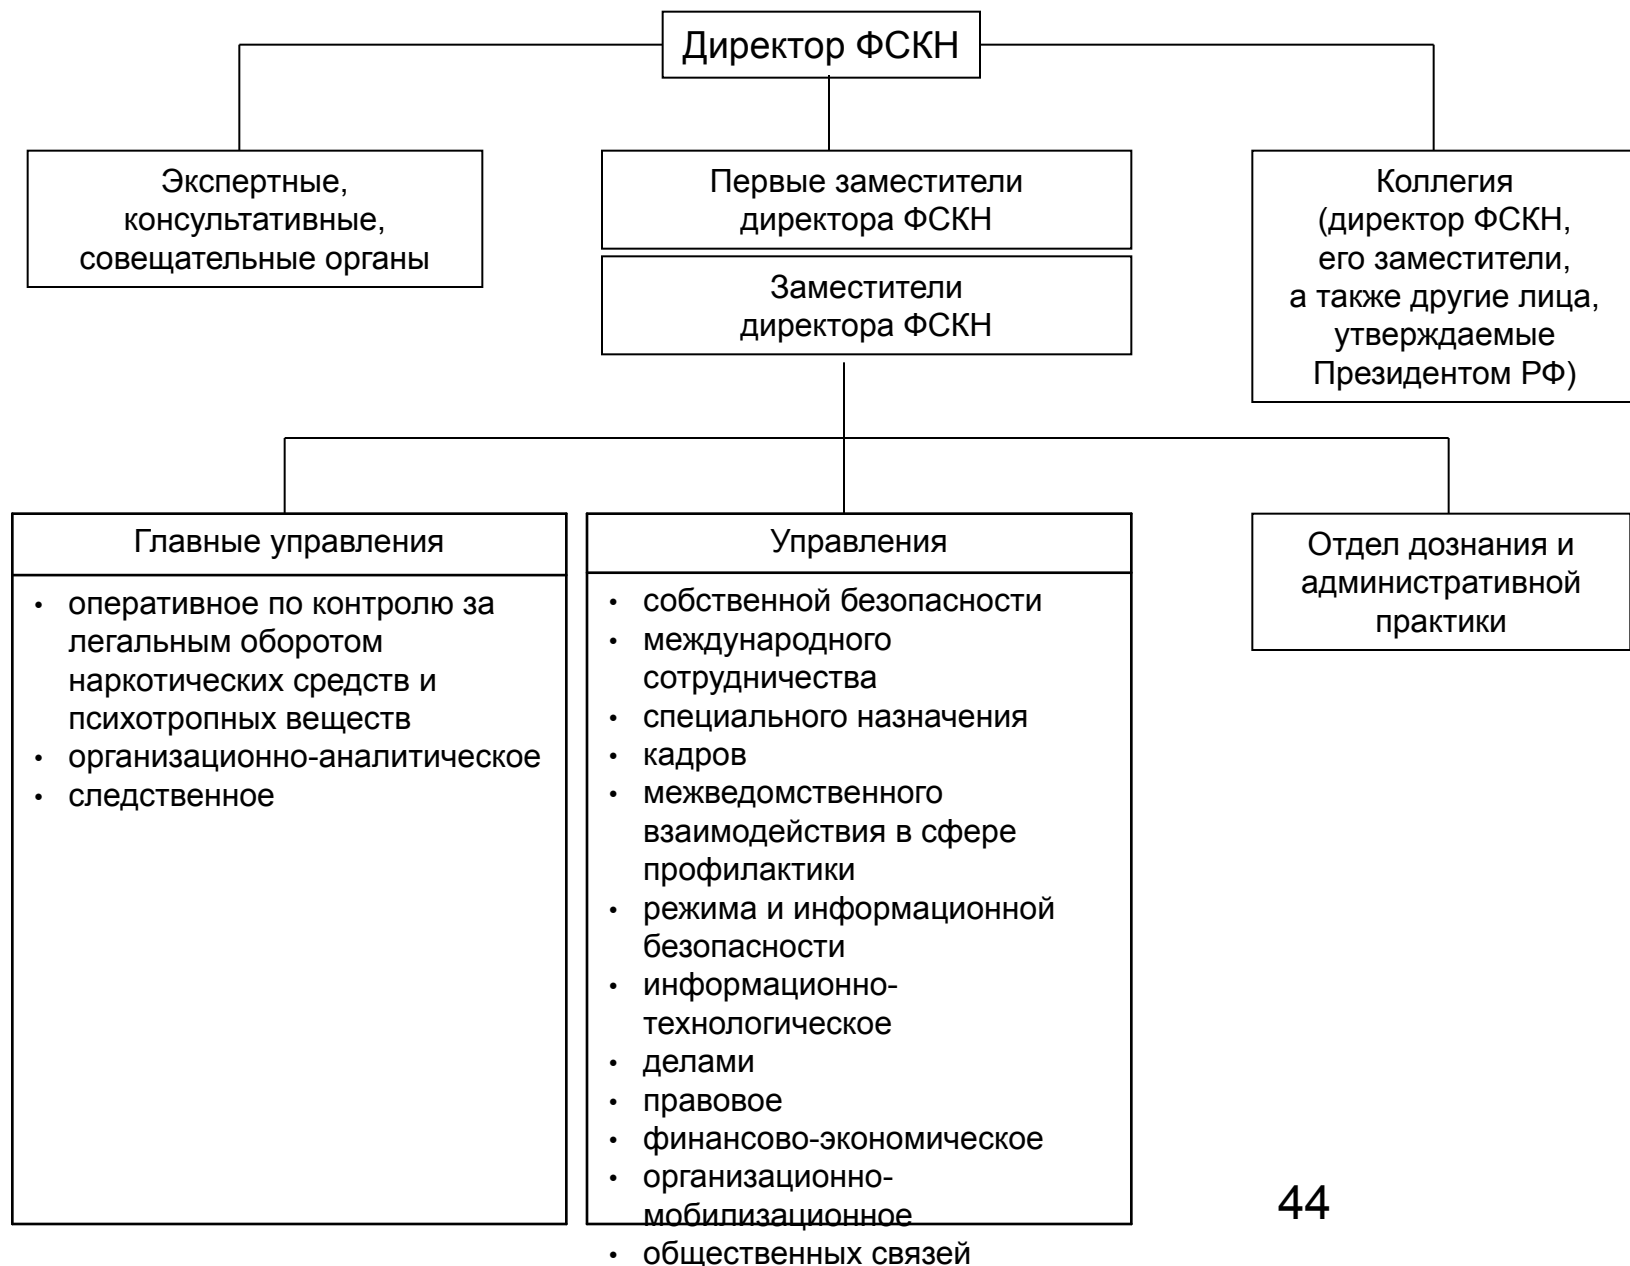 Директор ФСКН
Экспертные,
консультативные,
совещательные органы
Первые заместители
директора ФСКН
Заместители
директора ФСКН
Коллегия
(директор ФСКН,
его заместители,
а также другие лица,
утверждаемые
Президентом РФ)
Главные управления
• оперативное по контролю за
легальным оборотом
наркотических средств и
психотропных веществ
• организационно-аналитическое
• следственное
Управления
• собственной безопасности
• международного
сотрудничества
• специального назначения
• кадров
• межведомственного
взаимодействия в сфере
профилактики
• режима и информационной
безопасности
• информационно-
технологическое
• делами
• правовое
• финансово-экономическое
• организационно-
мобилизационное
• общественных связей
Отдел дознания и
административной
практики
44